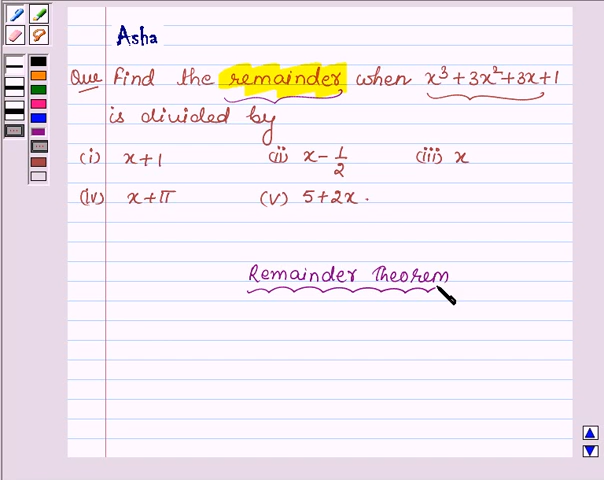 Asha
Que Find the remainder when x³ + 3x² + 3x + 1
is divided by
(i) x + 1 (ii) x - 1/2 (iii) x
(iv) x + π (v) 5 + 2x .
Remainder Theorem